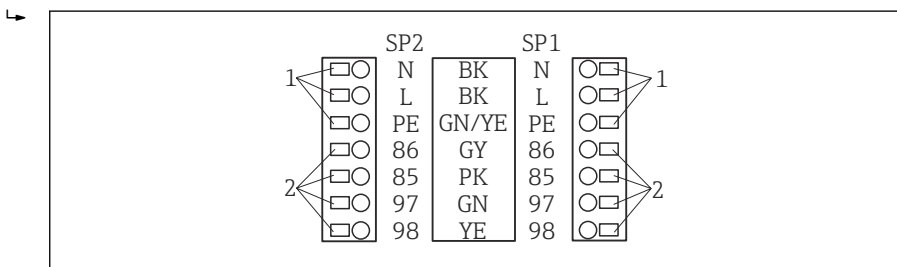 SP2 SP1
N BK N
1 L BK L 1
PE GN/YE PE
86 GY 86
2 85 PK 85 2
97 GN 97
98 YE 98